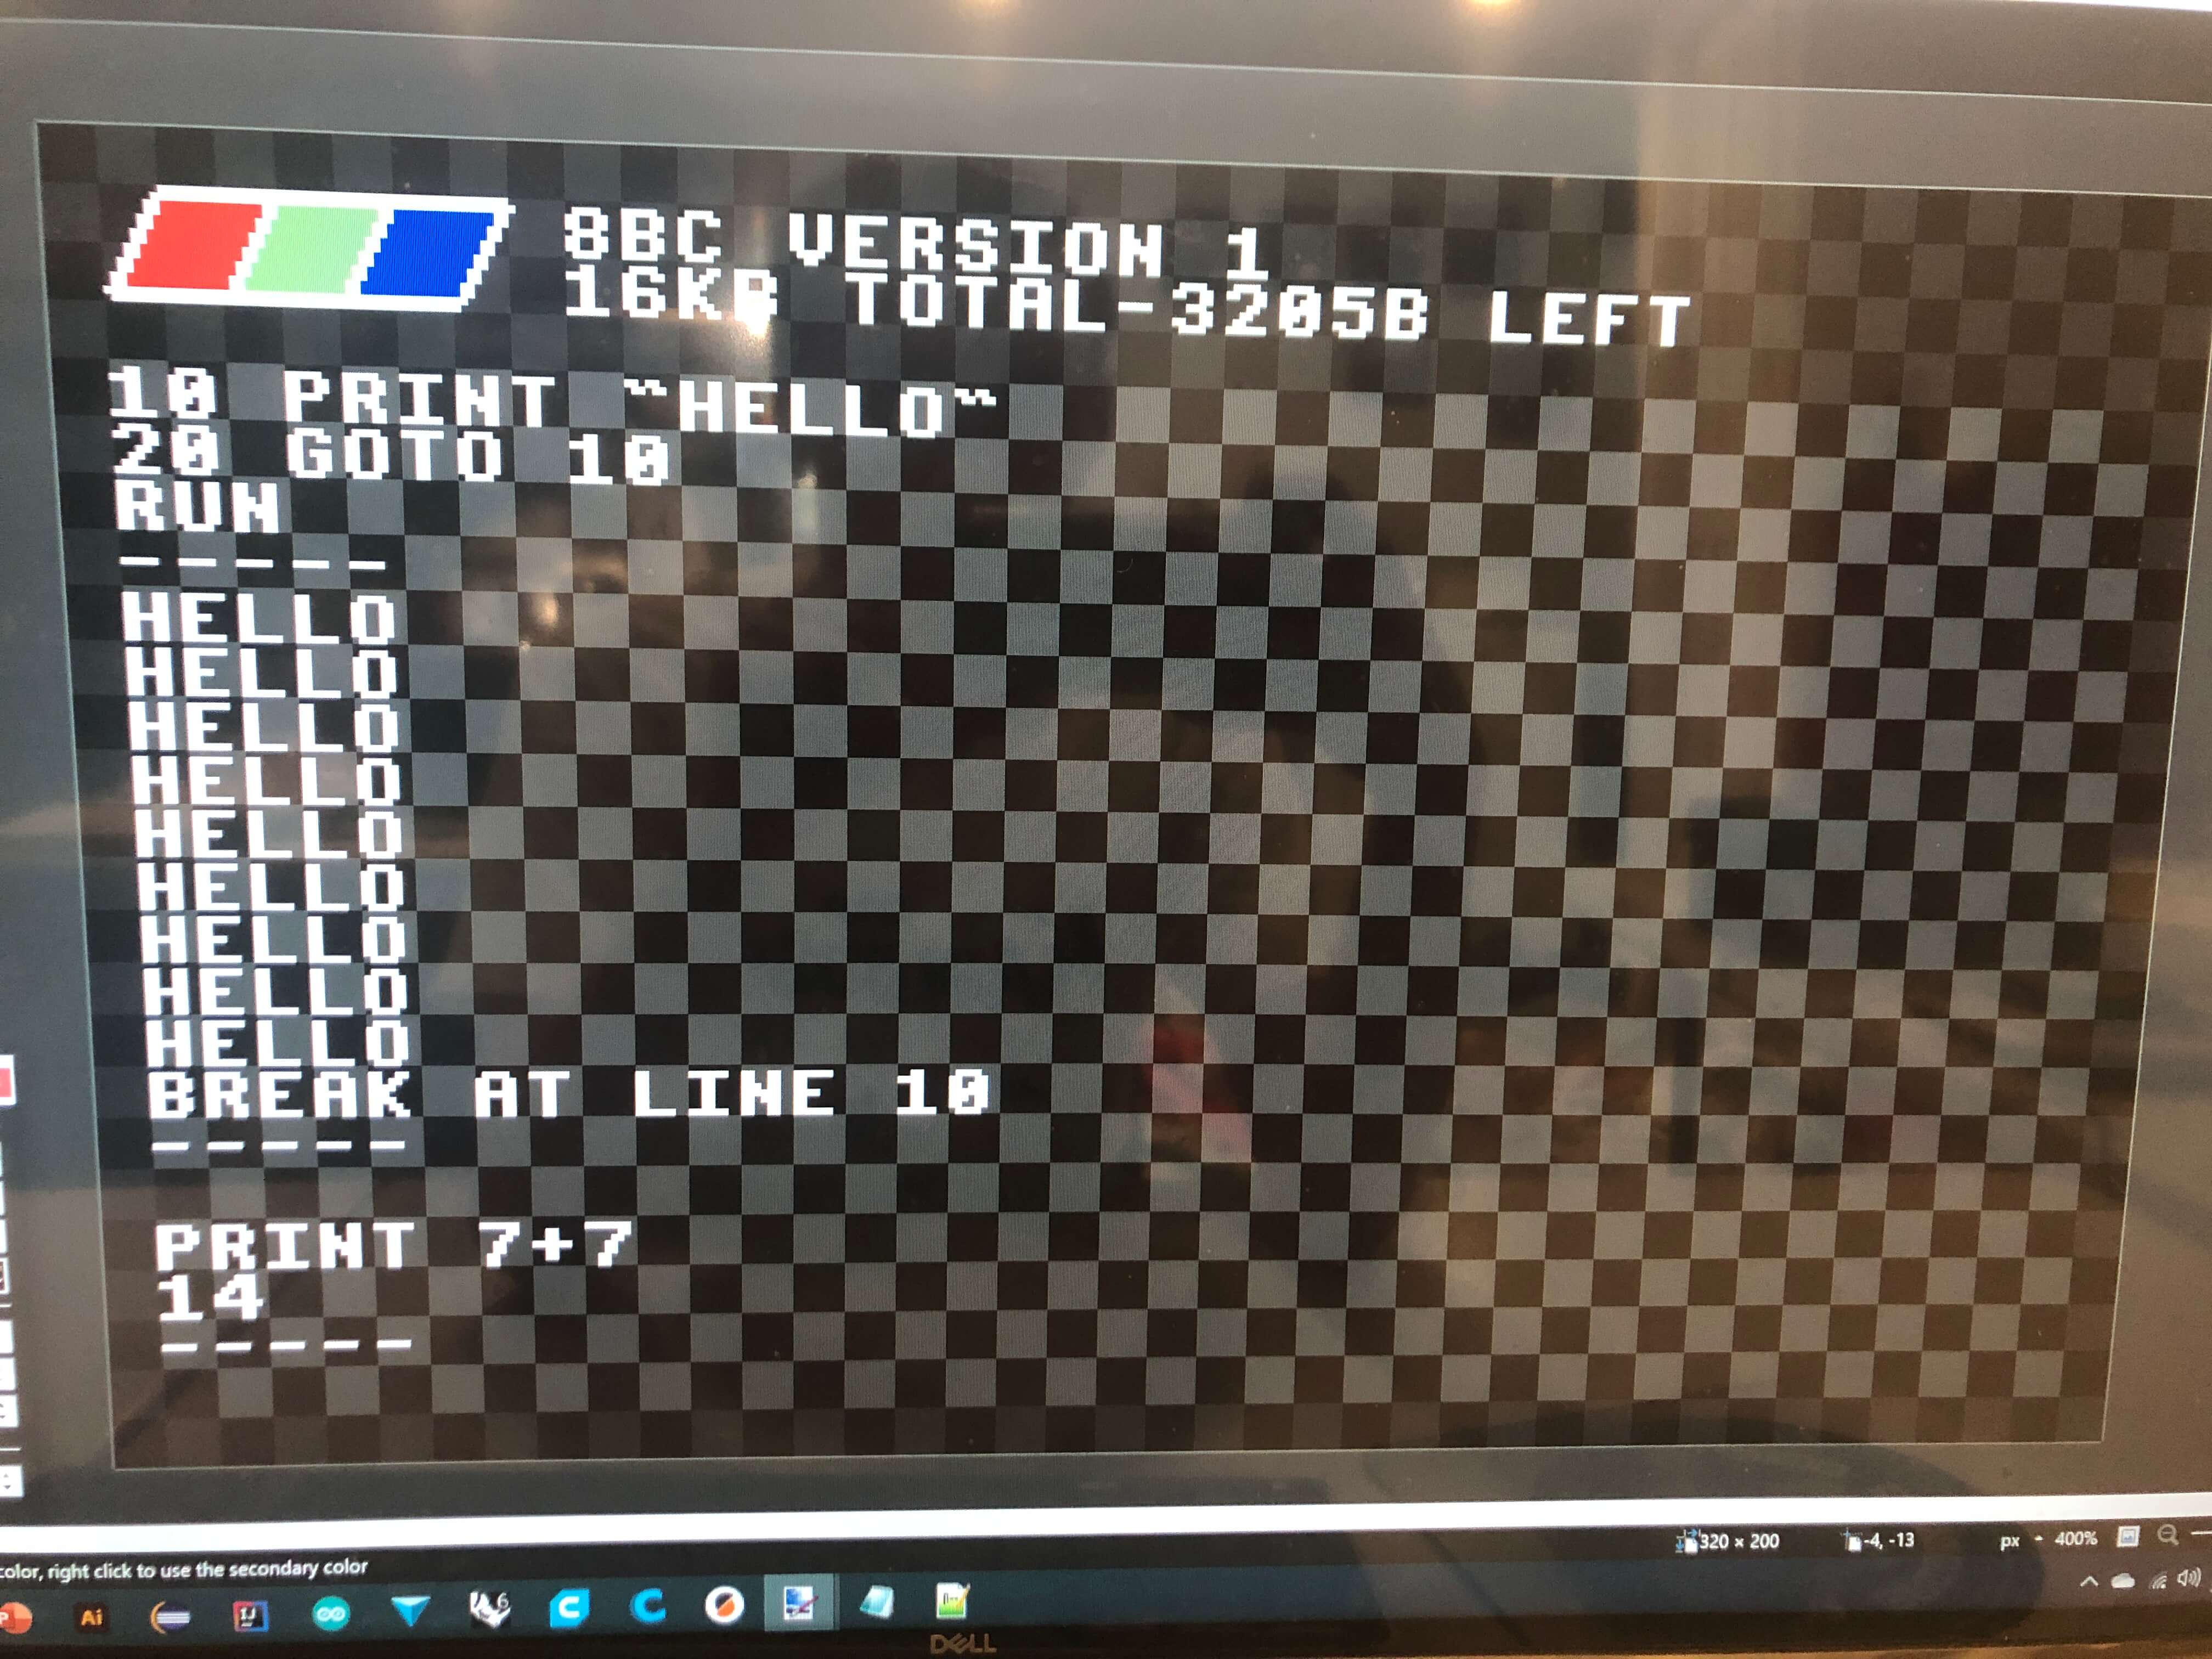 8BC VERSION 1
16KB TOTAL-3205B LEFT
10 PRINT "HELLO"
20 GOTO 10
RUN
-----
HELLO
HELLO
HELLO
HELLO
HELLO
HELLO
HELLO
HELLO
HELLO
BREAK AT LINE 10
-----
PRINT 7+7
14
-----
320 × 200
-4, -13
px
400%
color, right click to use the secondary color
P
Ai
IJ
6
C
C
DELL